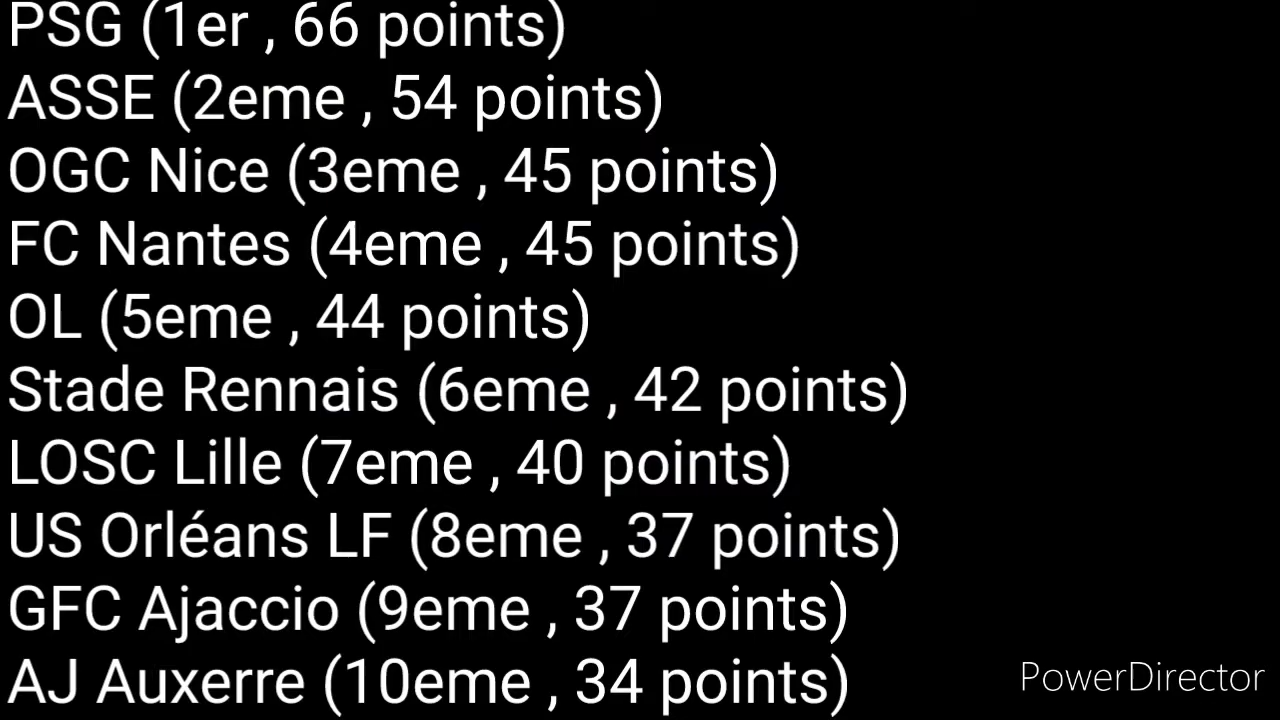 PSG (1er , 66 points)
ASSE (2eme , 54 points)
OGC Nice (3eme , 45 points)
FC Nantes (4eme , 45 points)
OL (5eme , 44 points)
Stade Rennais (6eme , 42 points)
LOSC Lille (7eme , 40 points)
US Orléans LF (8eme , 37 points)
GFC Ajaccio (9eme , 37 points)
AJ Auxerre (10eme , 34 points)
PowerDirector